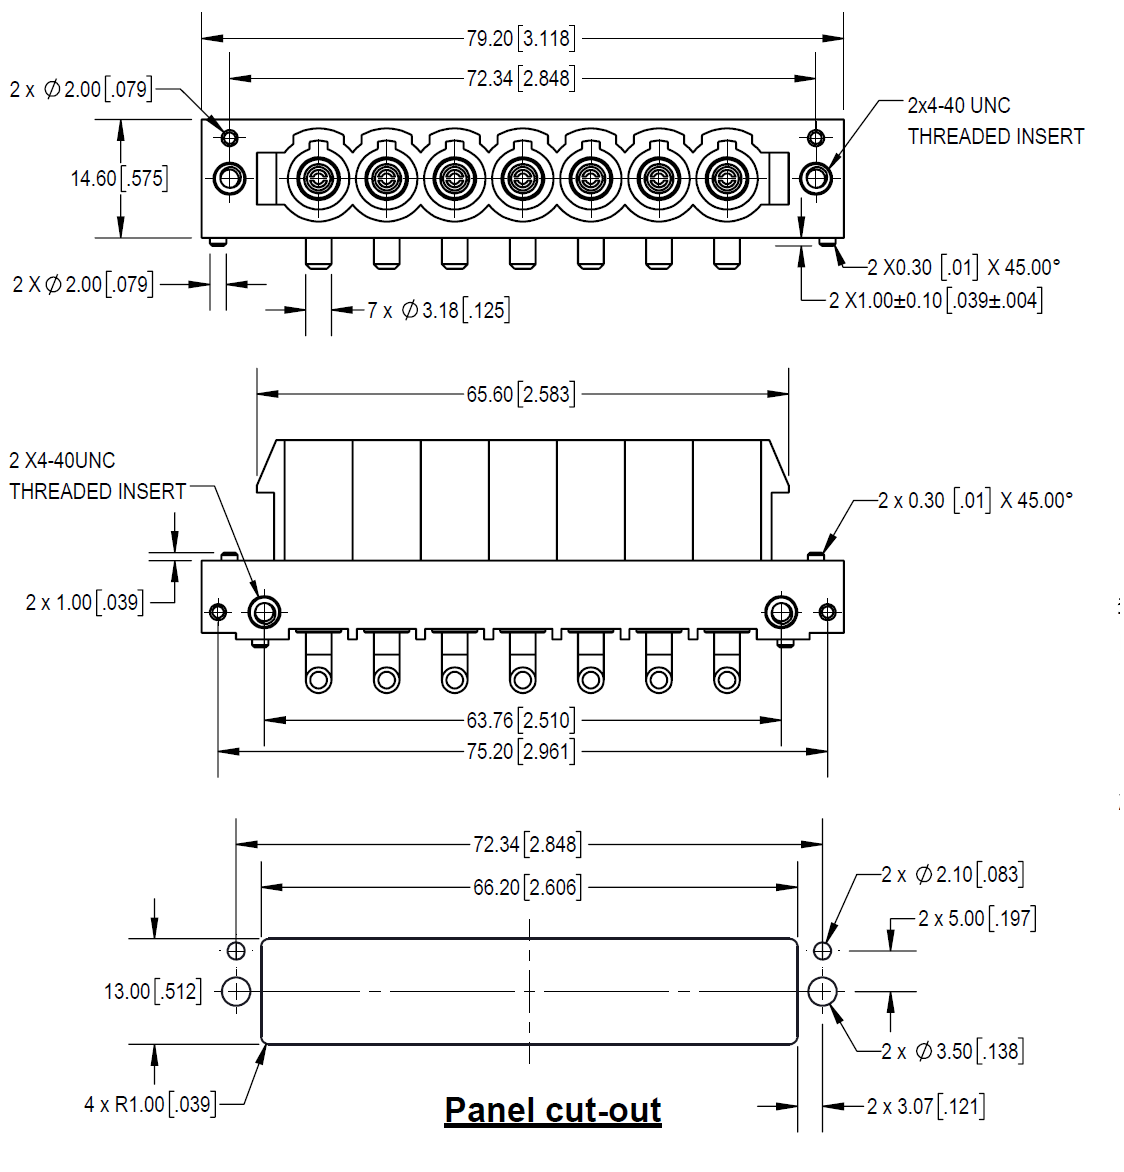 79.20[3.118]
72.34[2.848]
2 x Ø2.00[.079]
2x4-40 UNC
THREADED INSERT
14.60[.575]
2 X0.30 [.01] X 45.00°
2 X Ø2.00[.079]
2 X1.00±0.10[.039±.004]
7 x Ø3.18[.125]
65.60[2.583]
2 X4-40UNC
THREADED INSERT
2 x 0.30 [.01] X 45.00°
2 x 1.00[.039]
63.76[2.510]
75.20[2.961]
72.34[2.848]
2 x Ø2.10[.083]
66.20[2.606]
2 x 5.00[.197]
13.00[.512]
2 x Ø3.50[.138]
4 x R1.00[.039]
Panel cut-out
2 x 3.07[.121]